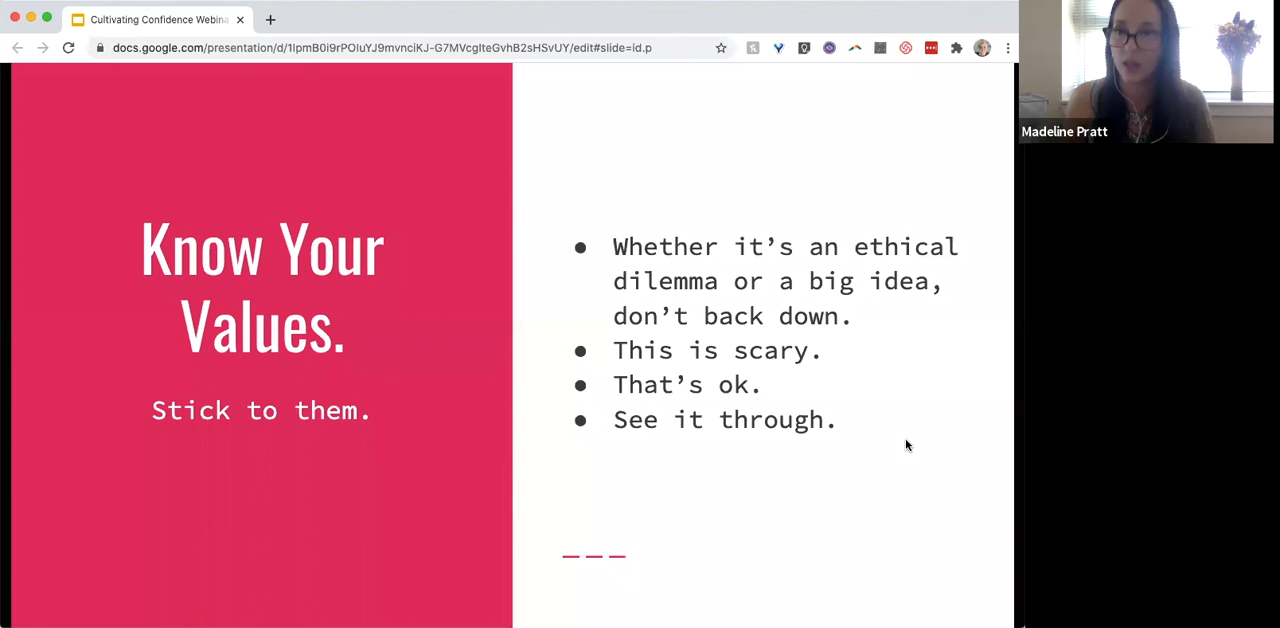 Cultivating Confidence Webina
docs.google.com/presentation/d/1lpmB0i9rPOluYJ9mvnciKJ-G7MVcglteGvhB2sHSvUY/edit#slide=id.p
Madeline Pratt
Know Your
Values.
Stick to them.
● Whether it’s an ethical
dilemma or a big idea,
don’t back down.
● This is scary.
● That’s ok.
● See it through.